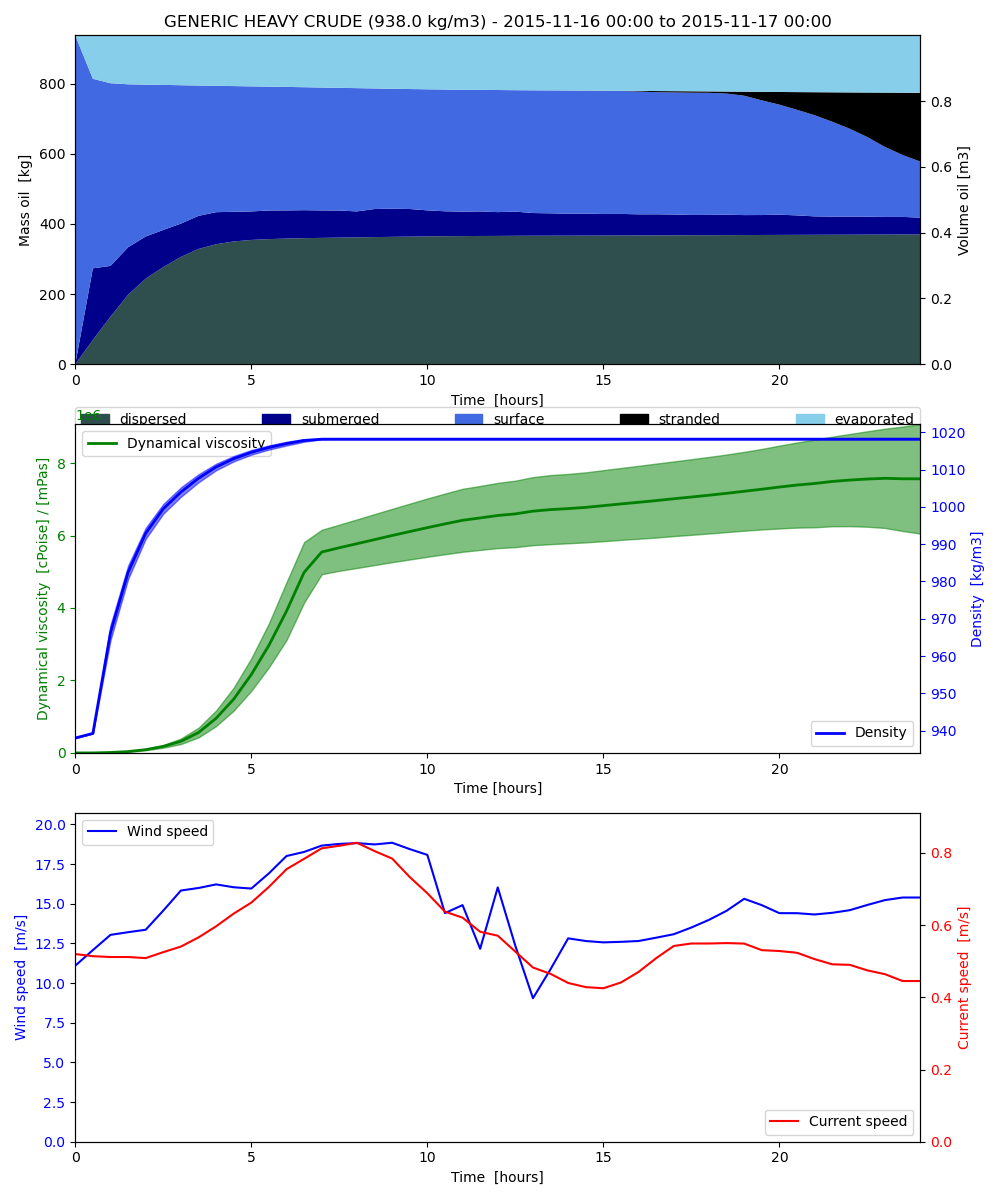 GENERIC HEAVY CRUDE (938.0 kg/m3) - 2015-11-16 00:00 to 2015-11-17 00:00
800
600
400
200
0
Mass oil [kg]
0.8
0.6
0.4
0.2
0.0
Volume oil [m3]
0 5 10 15 20
Time [hours]
dispersed submerged surface stranded evaporated
1e6
Dynamical viscosity
8
6
4
2
0
Dynamical viscosity [cPoise] / [mPas]
1020
1010
1000
990
980
970
960
950
940
Density [kg/m3]
Density
0 5 10 15 20
Time [hours]
Wind speed
20.0
17.5
15.0
12.5
10.0
7.5
5.0
2.5
0.0
Wind speed [m/s]
0.8
0.6
0.4
0.2
0.0
Current speed [m/s]
Current speed
0 5 10 15 20
Time [hours]